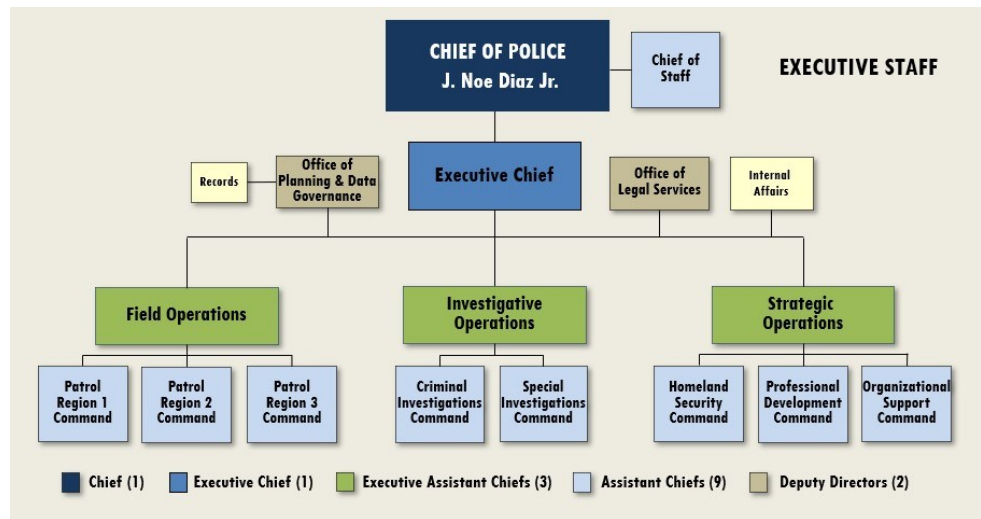 CHIEF OF POLICE
J. Noe Diaz Jr.
Chief of
Staff
EXECUTIVE STAFF
Records
Office of
Planning & Data
Governance
Executive Chief
Office of
Legal Services
Internal
Affairs
Field Operations
Investigative
Operations
Strategic
Operations
Patrol
Region 1
Command
Patrol
Region 2
Command
Patrol
Region 3
Command
Criminal
Investigations
Command
Special
Investigations
Command
Homeland
Security
Command
Professional
Development
Command
Organizational
Support
Command
Chief (1)
Executive Chief (1)
Executive Assistant Chiefs (3)
Assistant Chiefs (9)
Deputy Directors (2)